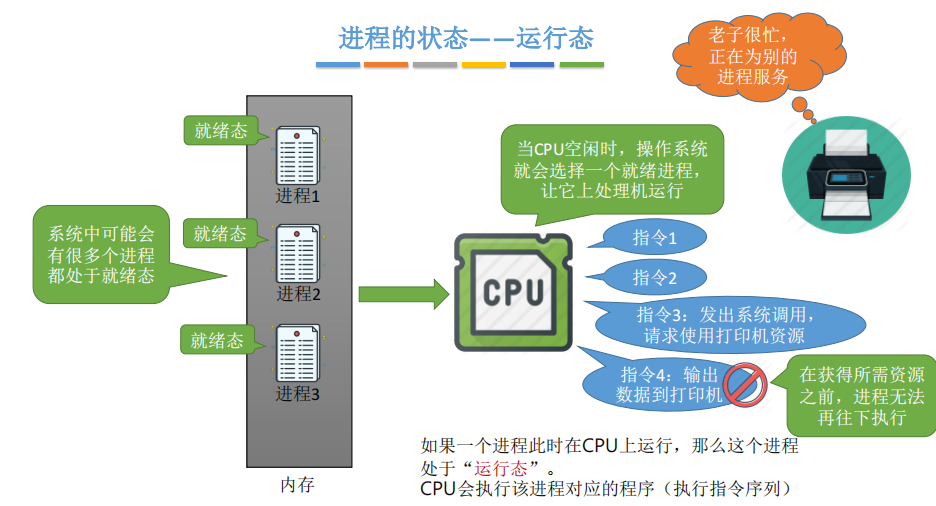 进程的状态——运行态
老子很忙，
正在为别的
进程服务
就绪态
进程1
就绪态
进程2
就绪态
进程3
系统中可能会
有很多个进程
都处于就绪态
内存
当CPU空闲时，操作系统
就会选择一个就绪进程，
让它上处理机运行
CPU
指令1
指令2
指令3：发出系统调用，
请求使用打印机资源
指令4：输出
数据到打印机
在获得所需资源
之前，进程无法
再往下执行
如果一个进程此时在CPU上运行，那么这个进程
处于“运行态”。
CPU会执行该进程对应的程序（执行指令序列）